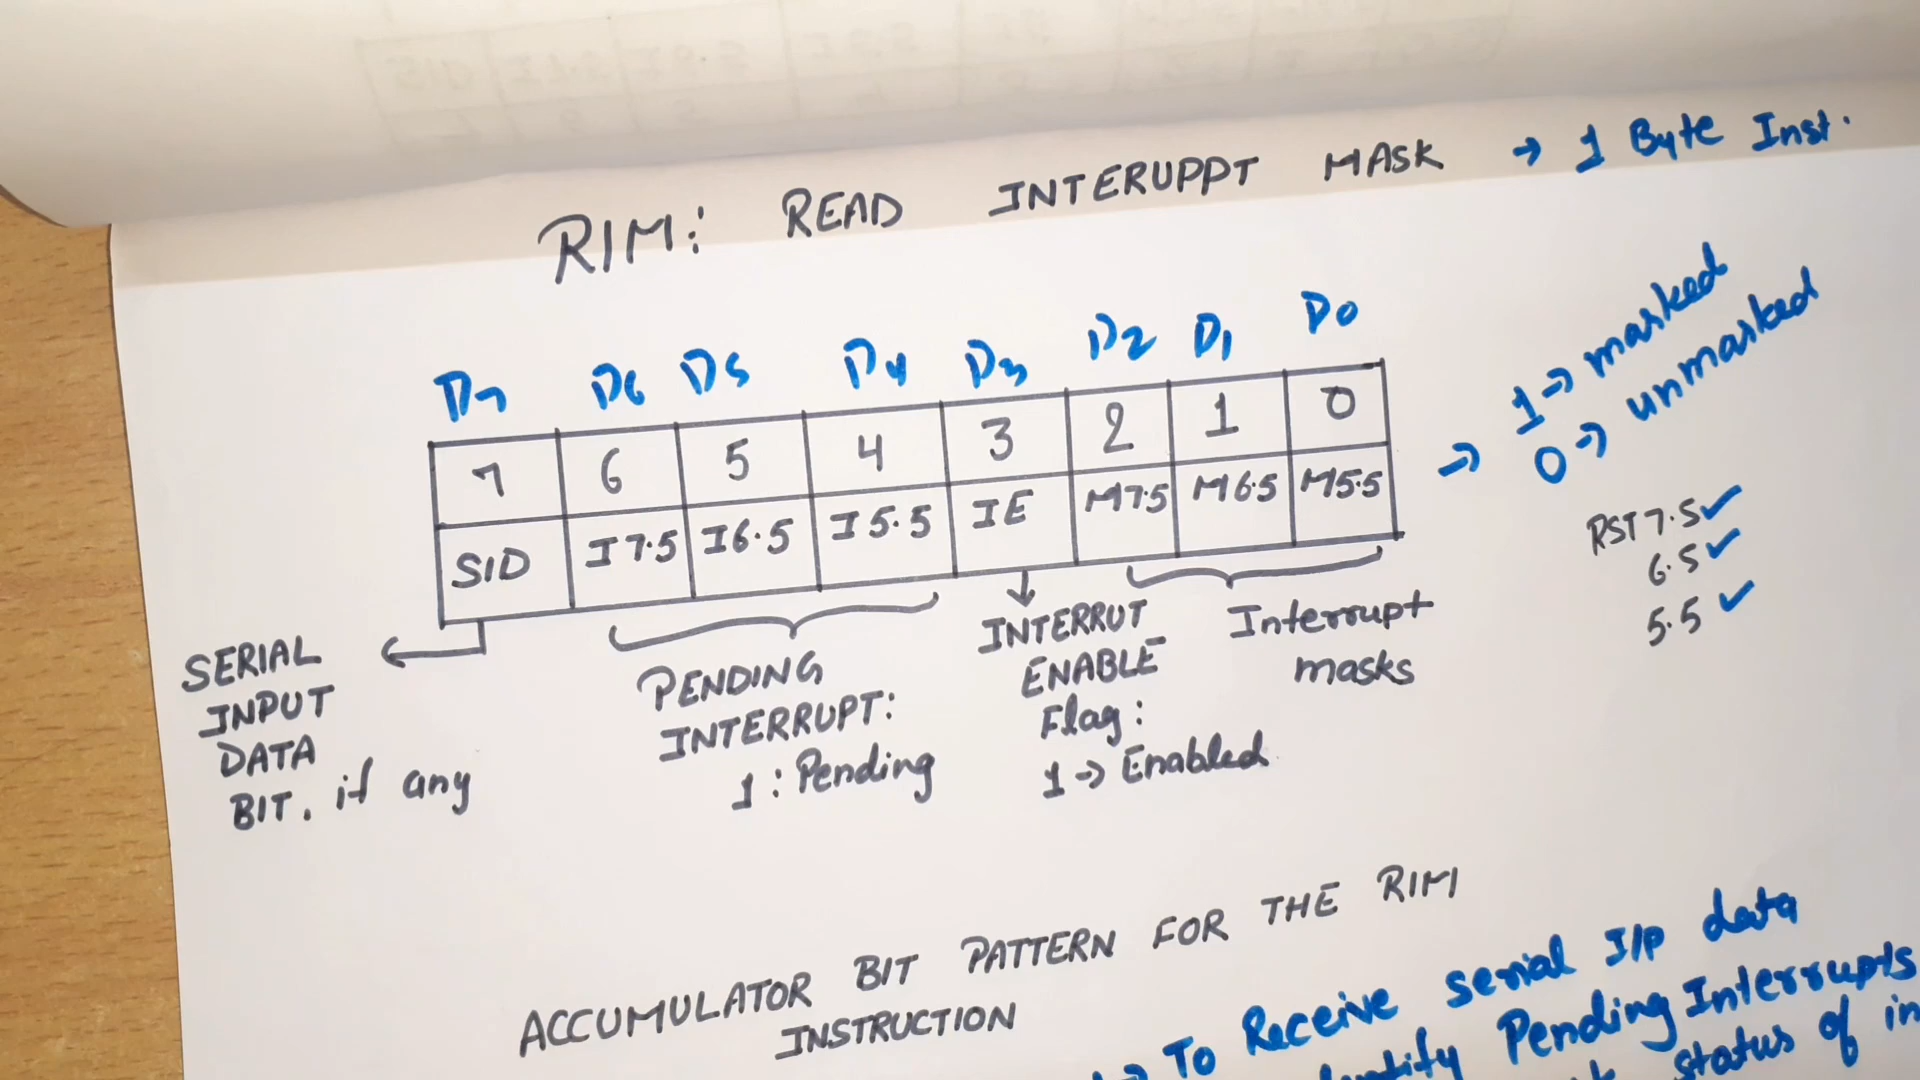 RIM: READ INTERUPPT MASK → 1 Byte Inst.
D7 D6 D5 D4 D3 D2 D1 D0
7 6 5 4 3 2 1 0
SID I7.5 I6.5 I5.5 IE M7.5 M6.5 M5.5
→ 1 → masked
0 → unmasked
RST 7.5 ✓
6.5 ✓
5.5 ✓
SERIAL
INPUT
DATA
BIT, if any
PENDING
INTERRUPT:
1 : Pending
INTERRUT
ENABLE
Flag :
1 → Enabled
Interrupt
masks
ACCUMULATOR BIT PATTERN FOR THE RIM
INSTRUCTION
→ To Receive serial I/p data
Pending Interrupts
status of in